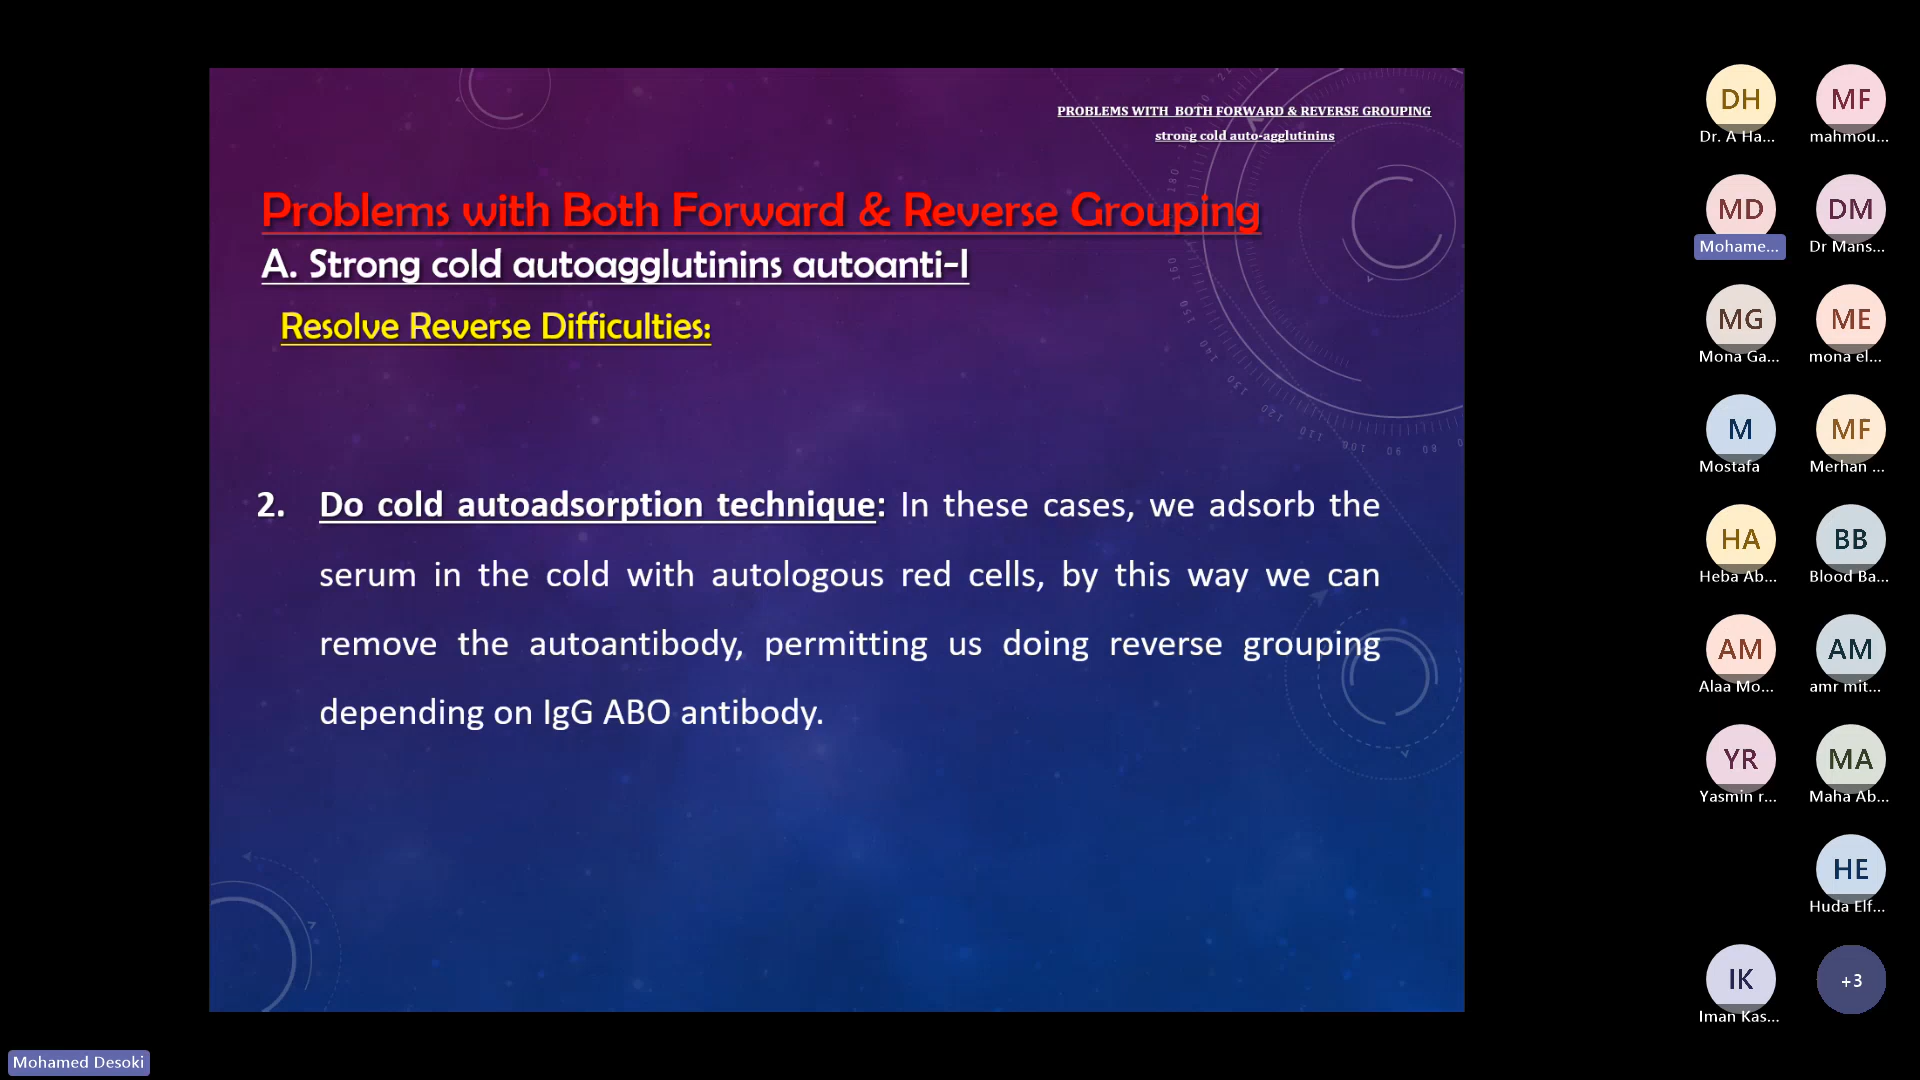 PROBLEMS WITH BOTH FORWARD & REVERSE GROUPING
strong cold auto-agglutinins
Problems with Both Forward & Reverse Grouping
A. Strong cold autoagglutinins autoanti-I
Resolve Reverse Difficulties:
2. Do cold autoadsorption technique: In these cases, we adsorb the
serum in the cold with autologous red cells, by this way we can
remove the autoantibody, permitting us doing reverse grouping
depending on IgG ABO antibody.
DH MF
Dr. A Ha... mahmou...
MD DM
Mohame... Dr Mans...
MG ME
Mona Ga... mona el...
M MF
Mostafa Merhan ...
HA BB
Heba Ab... Blood Ba...
AM AM
Alaa Mo... amr mit...
YR MA
Yasmin r... Maha Ab...
HE
Huda Elf...
IK +3
Iman Kas...
Mohamed Desoki